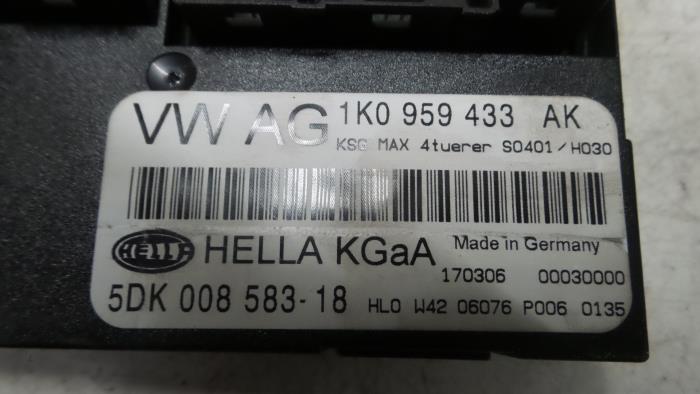 VW AG 1K0 959 433 AK
KSG MAX 4tuerer S0401/H030
HELLA HELLA KGaA Made in Germany
170306 00030000
5DK 008 583-18 HL0 W42 06076 P006 0135